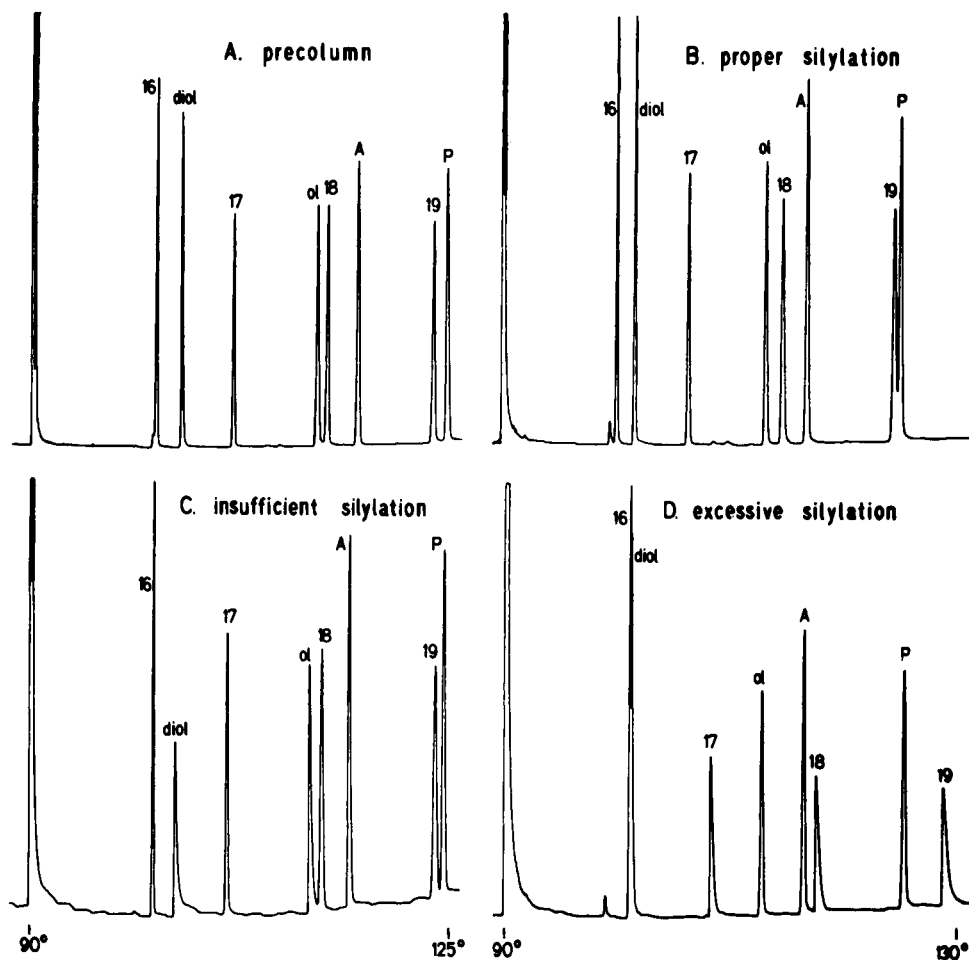 A. precolumn
16
diol
17
ol
18
A
19
P
B. proper silylation
16
diol
17
ol
18
A
19
P
C. insufficient silylation
16
diol
17
ol
18
A
19
P
90°
125°
D. excessive silylation
16
diol
17
ol
A
18
P
19
90°
130°